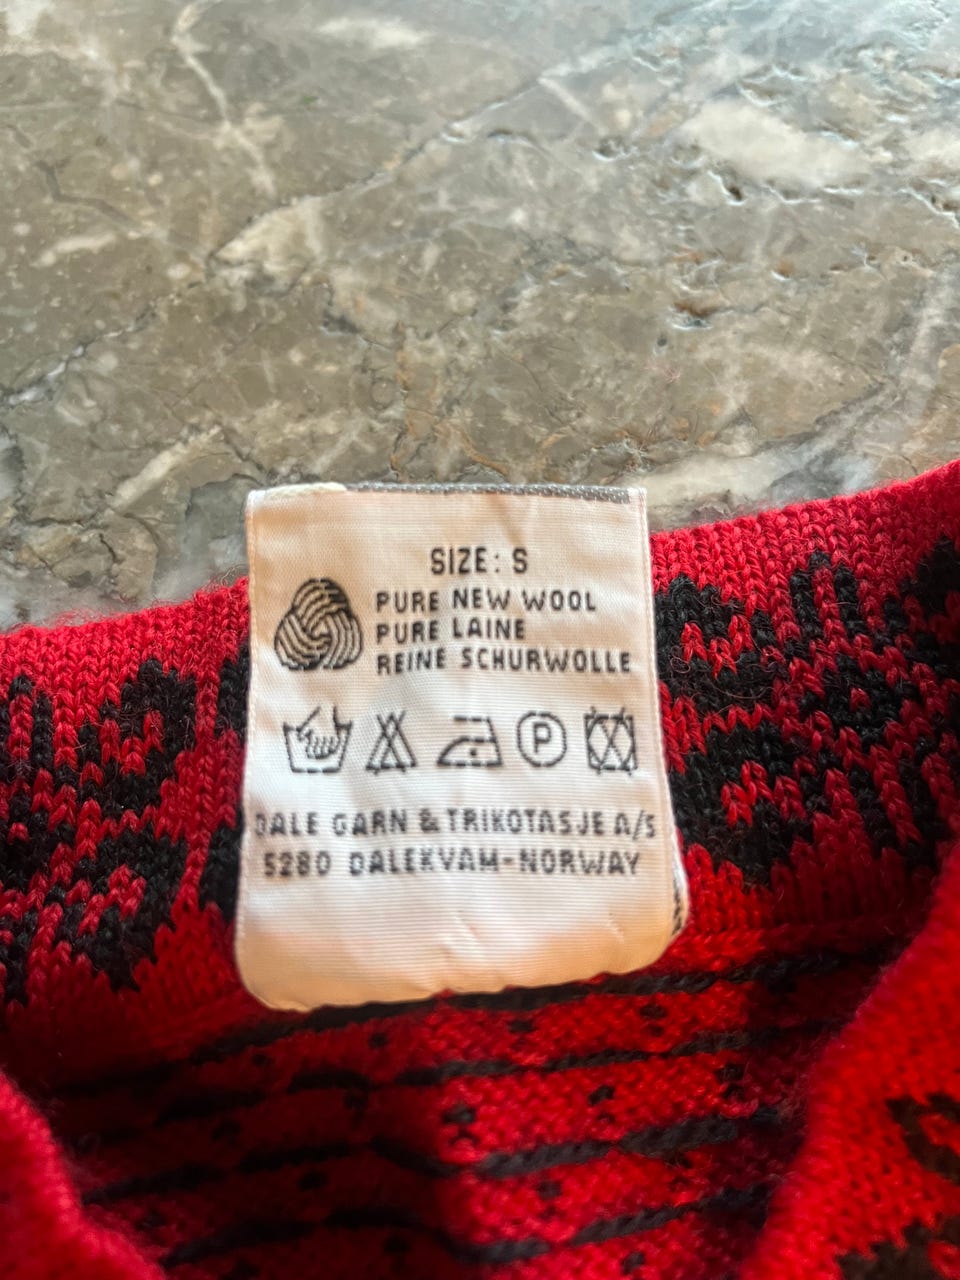 SIZE: S
PURE NEW WOOL
PURE LAINE
REINE SCHURWOLLE
P
DALE GARN & TRIKOTASJE A/S
5280 DALEKVAM-NORWAY